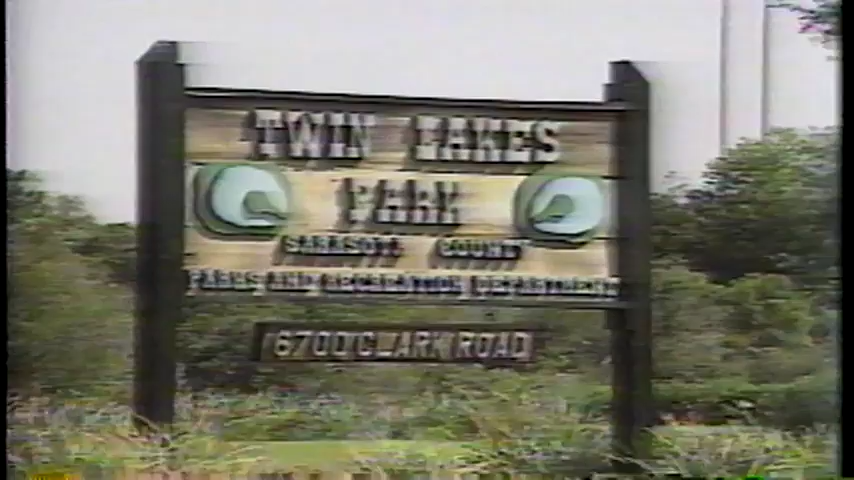 TWIN LAKES
PARK
SARASOTA COUNTY
PARKS AND RECREATION DEPARTMENT
6700 CLARK ROAD